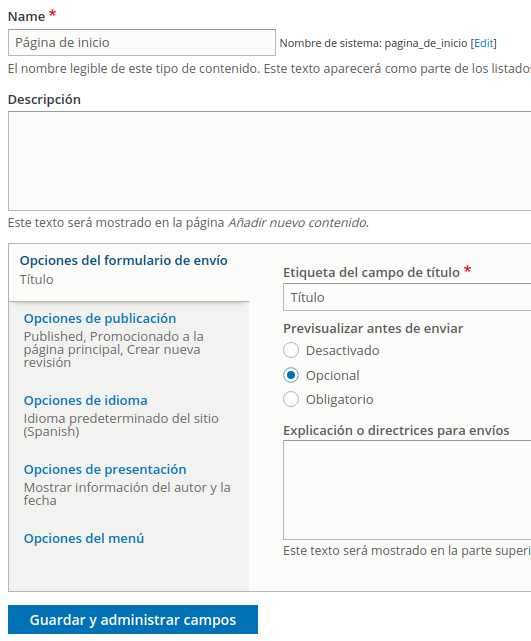 Name *
Página de inicio
Nombre de sistema: pagina_de_inicio [Edit]
El nombre legible de este tipo de contenido. Este texto aparecerá como parte de los listados
Descripción
Este texto será mostrado en la página Añadir nuevo contenido.
Opciones del formulario de envío
Título
Opciones de publicación
Published, Promocionado a la
página principal, Crear nueva
revisión
Opciones de idioma
Idioma predeterminado del sitio
(Spanish)
Opciones de presentación
Mostrar información del autor y la
fecha
Opciones del menú
Etiqueta del campo de título *
Título
Previsualizar antes de enviar
Desactivado
Opcional
Obligatorio
Explicación o directrices para envíos
Este texto será mostrado en la parte superi
Guardar y administrar campos